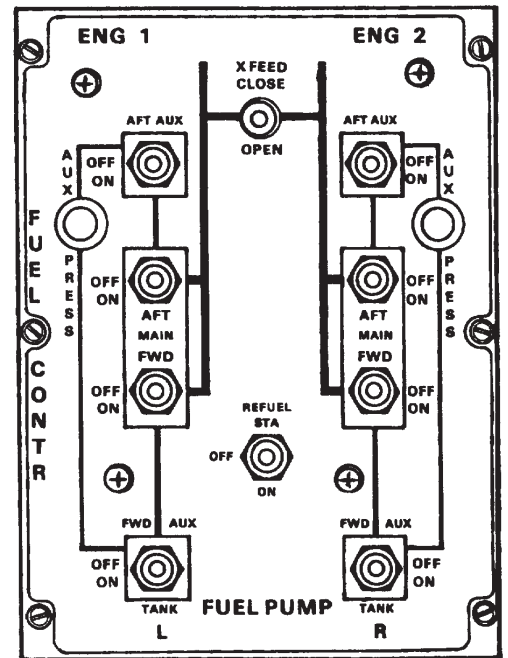 ENG 1 ENG 2
X FEED
CLOSE
OPEN
AFT AUX
OFF
ON
AFT AUX
OFF
ON
AUX PRESS
AUX PRESS
FUEL CONTR
OFF
ON
AFT
MAIN
FWD
OFF
ON
OFF
ON
AFT
MAIN
FWD
OFF
ON
REFUEL
STA
OFF
ON
FWD AUX
OFF
ON
TANK
L
FWD AUX
OFF
ON
TANK
R
FUEL PUMP